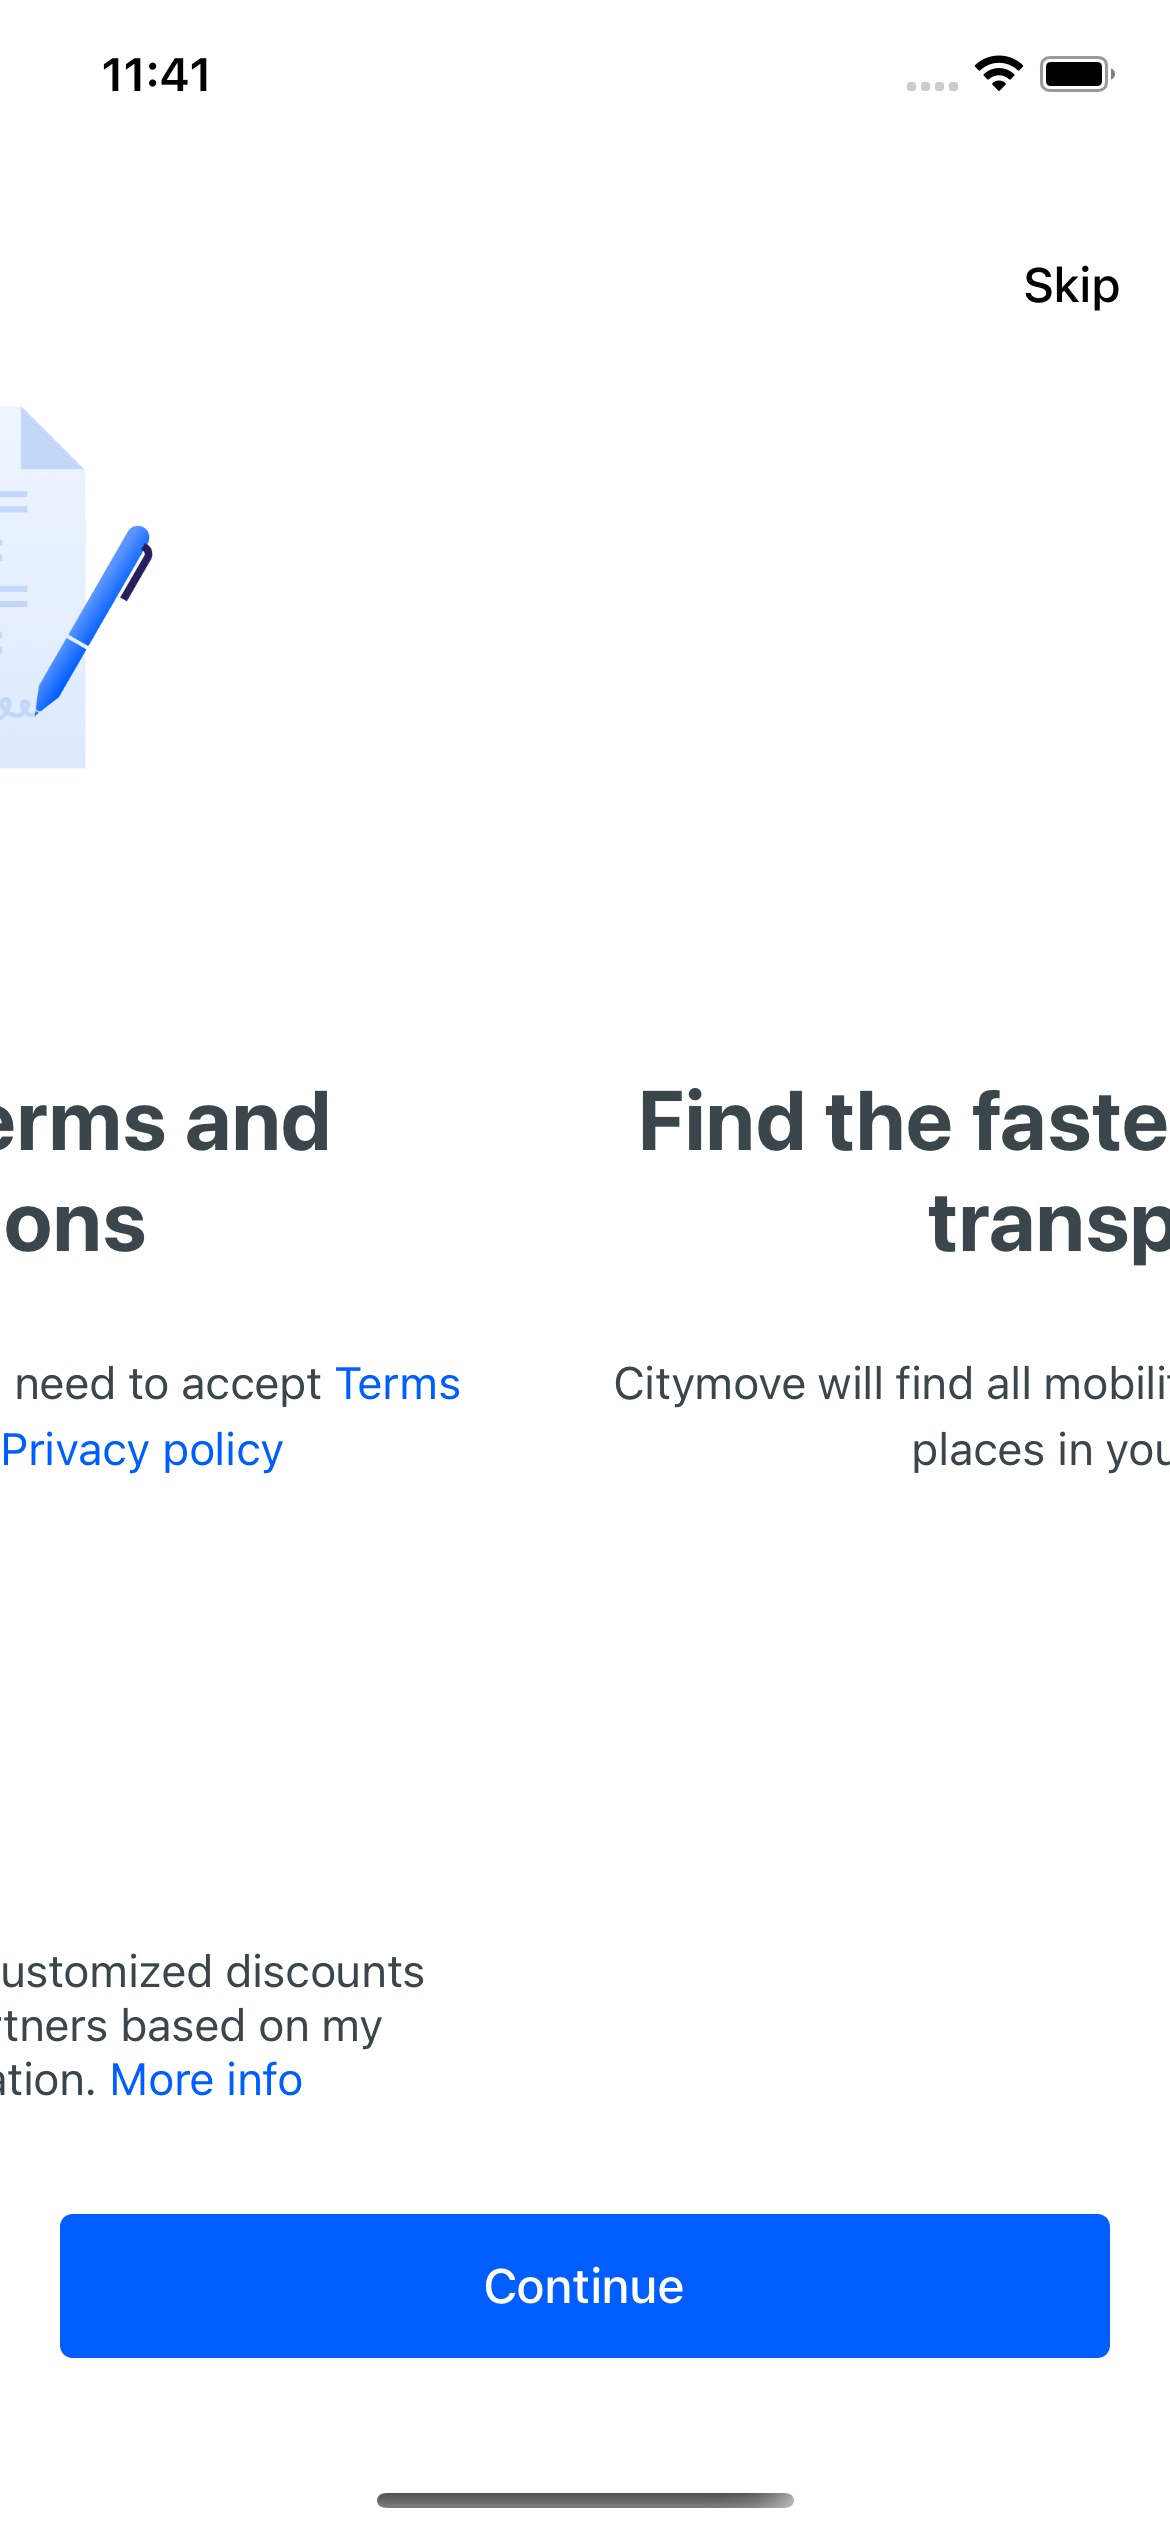 11:41
Skip
erms and
ons
need to accept Terms
Privacy policy
Find the faste
transp
Citymove will find all mobili
places in you
ustomized discounts
rtners based on my
ation. More info
Continue